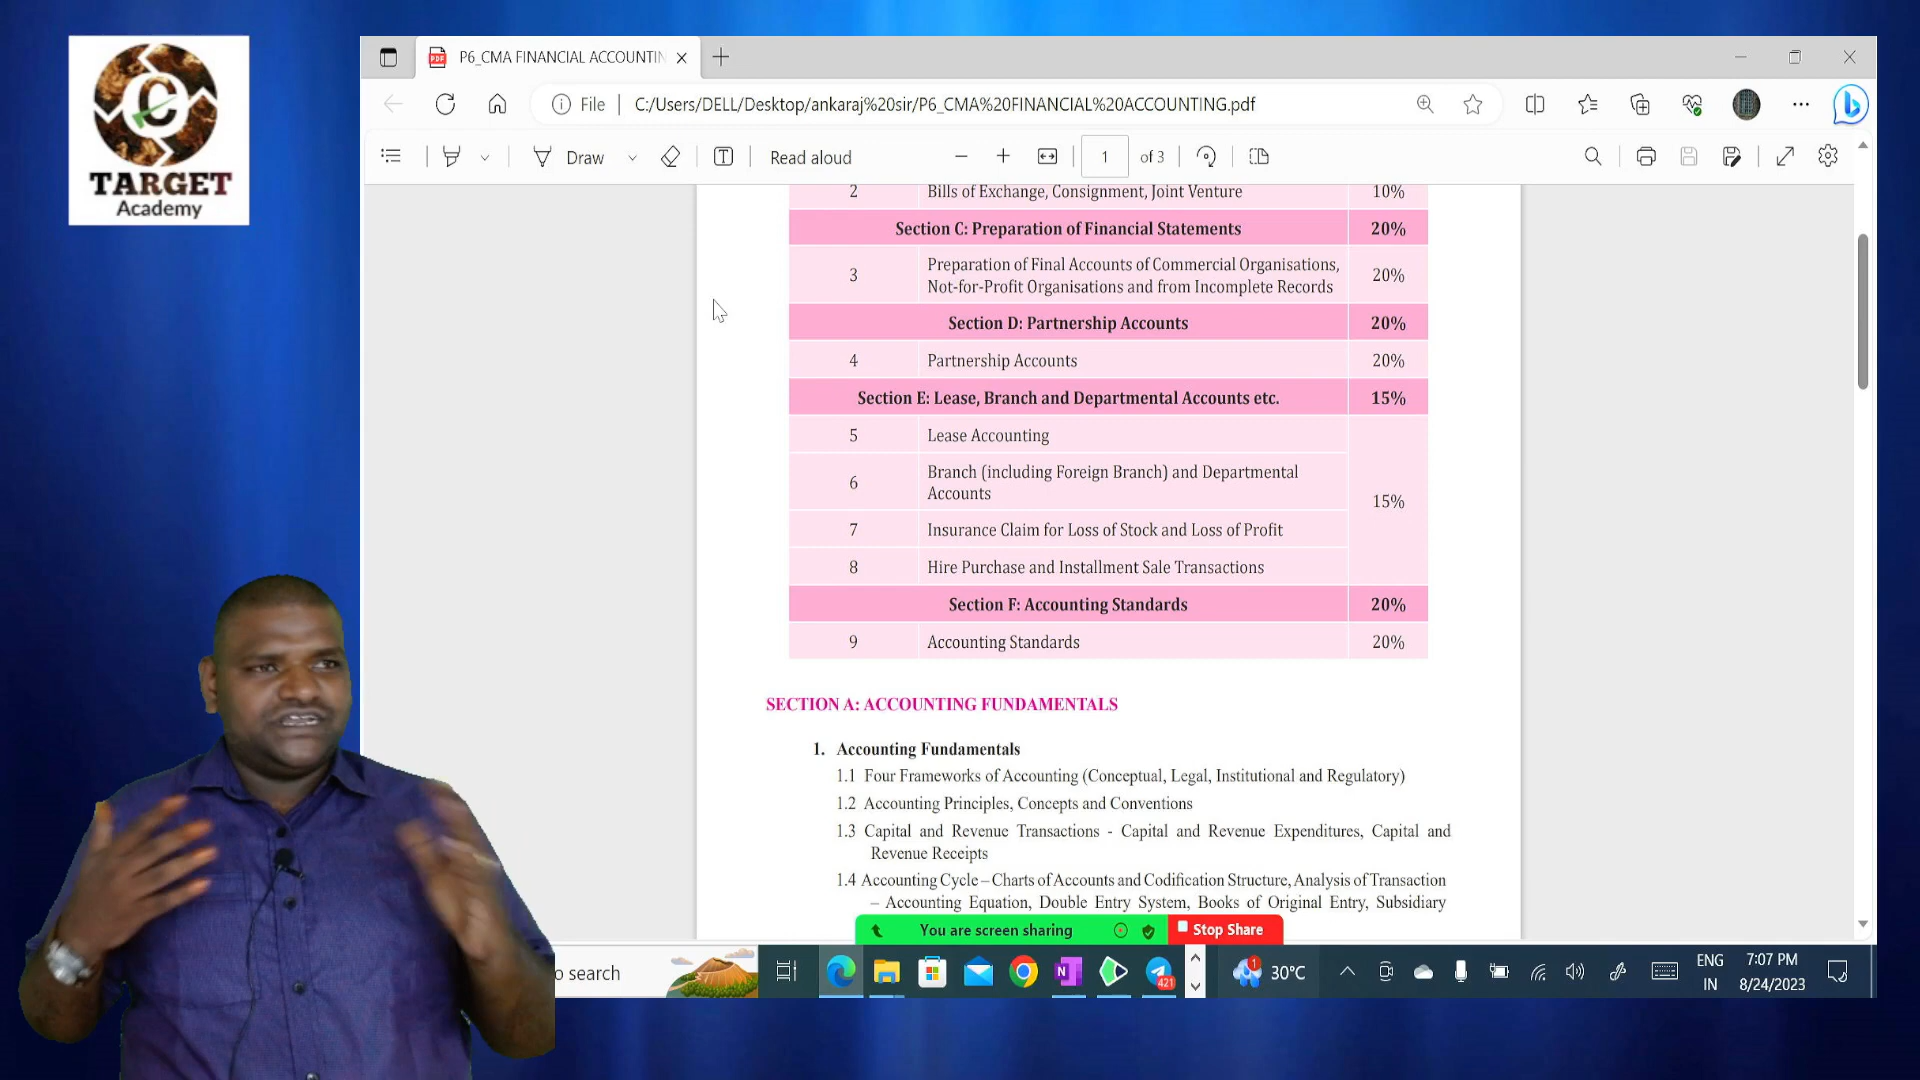 TARGET
Academy
P6_CMA FINANCIAL ACCOUNTIN
File
C:/Users/DELL/Desktop/ankaraj%20sir/P6_CMA%20FINANCIAL%20ACCOUNTING.pdf
Draw
Read aloud
1
of 3
2 Bills of Exchange, Consignment, Joint Venture 10%
Section C: Preparation of Financial Statements 20%
3 Preparation of Final Accounts of Commercial Organisations,
Not-for-Profit Organisations and from Incomplete Records 20%
Section D: Partnership Accounts 20%
4 Partnership Accounts 20%
Section E: Lease, Branch and Departmental Accounts etc. 15%
5 Lease Accounting
6 Branch (including Foreign Branch) and Departmental
Accounts
15%
7 Insurance Claim for Loss of Stock and Loss of Profit
8 Hire Purchase and Installment Sale Transactions
Section F: Accounting Standards 20%
9 Accounting Standards 20%
SECTION A: ACCOUNTING FUNDAMENTALS
1. Accounting Fundamentals
1.1 Four Frameworks of Accounting (Conceptual, Legal, Institutional and Regulatory)
1.2 Accounting Principles, Concepts and Conventions
1.3 Capital and Revenue Transactions - Capital and Revenue Expenditures, Capital and
Revenue Receipts
1.4 Accounting Cycle – Charts of Accounts and Codification Structure, Analysis of Transaction
– Accounting Equation, Double Entry System, Books of Original Entry, Subsidiary
You are screen sharing
Stop Share
o search
421
1
30°C
ENG
IN
7:07 PM
8/24/2023